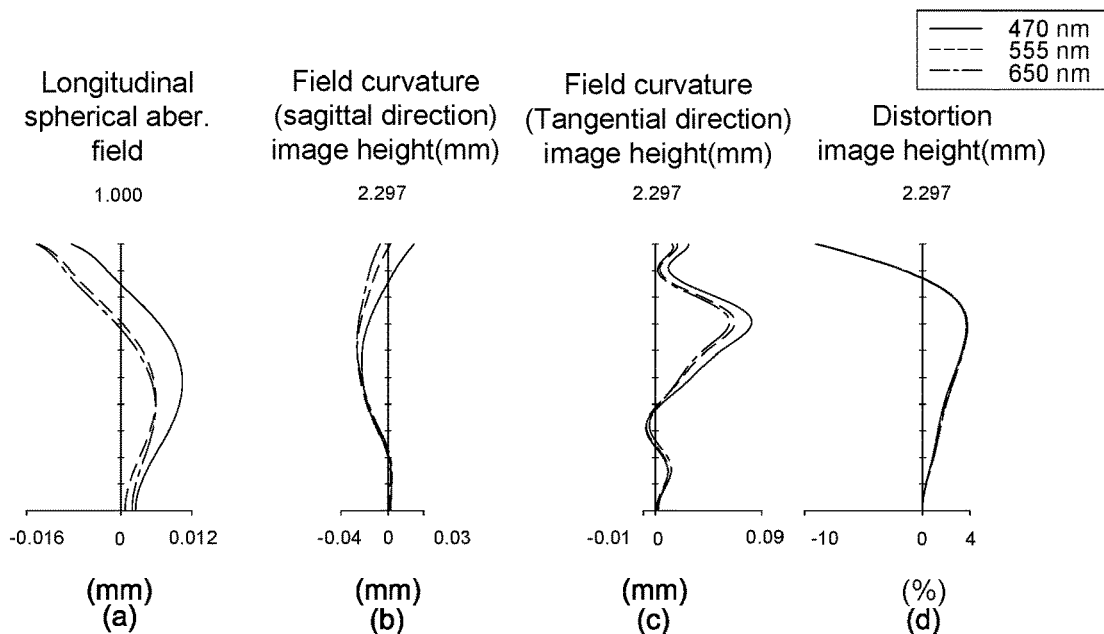 470 nm
555 nm
650 nm
Longitudinal
spherical aber.
field
1.000
Field curvature
(sagittal direction)
image height(mm)
2.297
Field curvature
(Tangential direction)
image height(mm)
2.297
Distortion
image height(mm)
2.297
-0.016 0 0.012
(mm)
(a)
-0.04 0 0.03
(mm)
(b)
-0.01 0 0.09
(mm)
(c)
-10 0 4
(%)
(d)